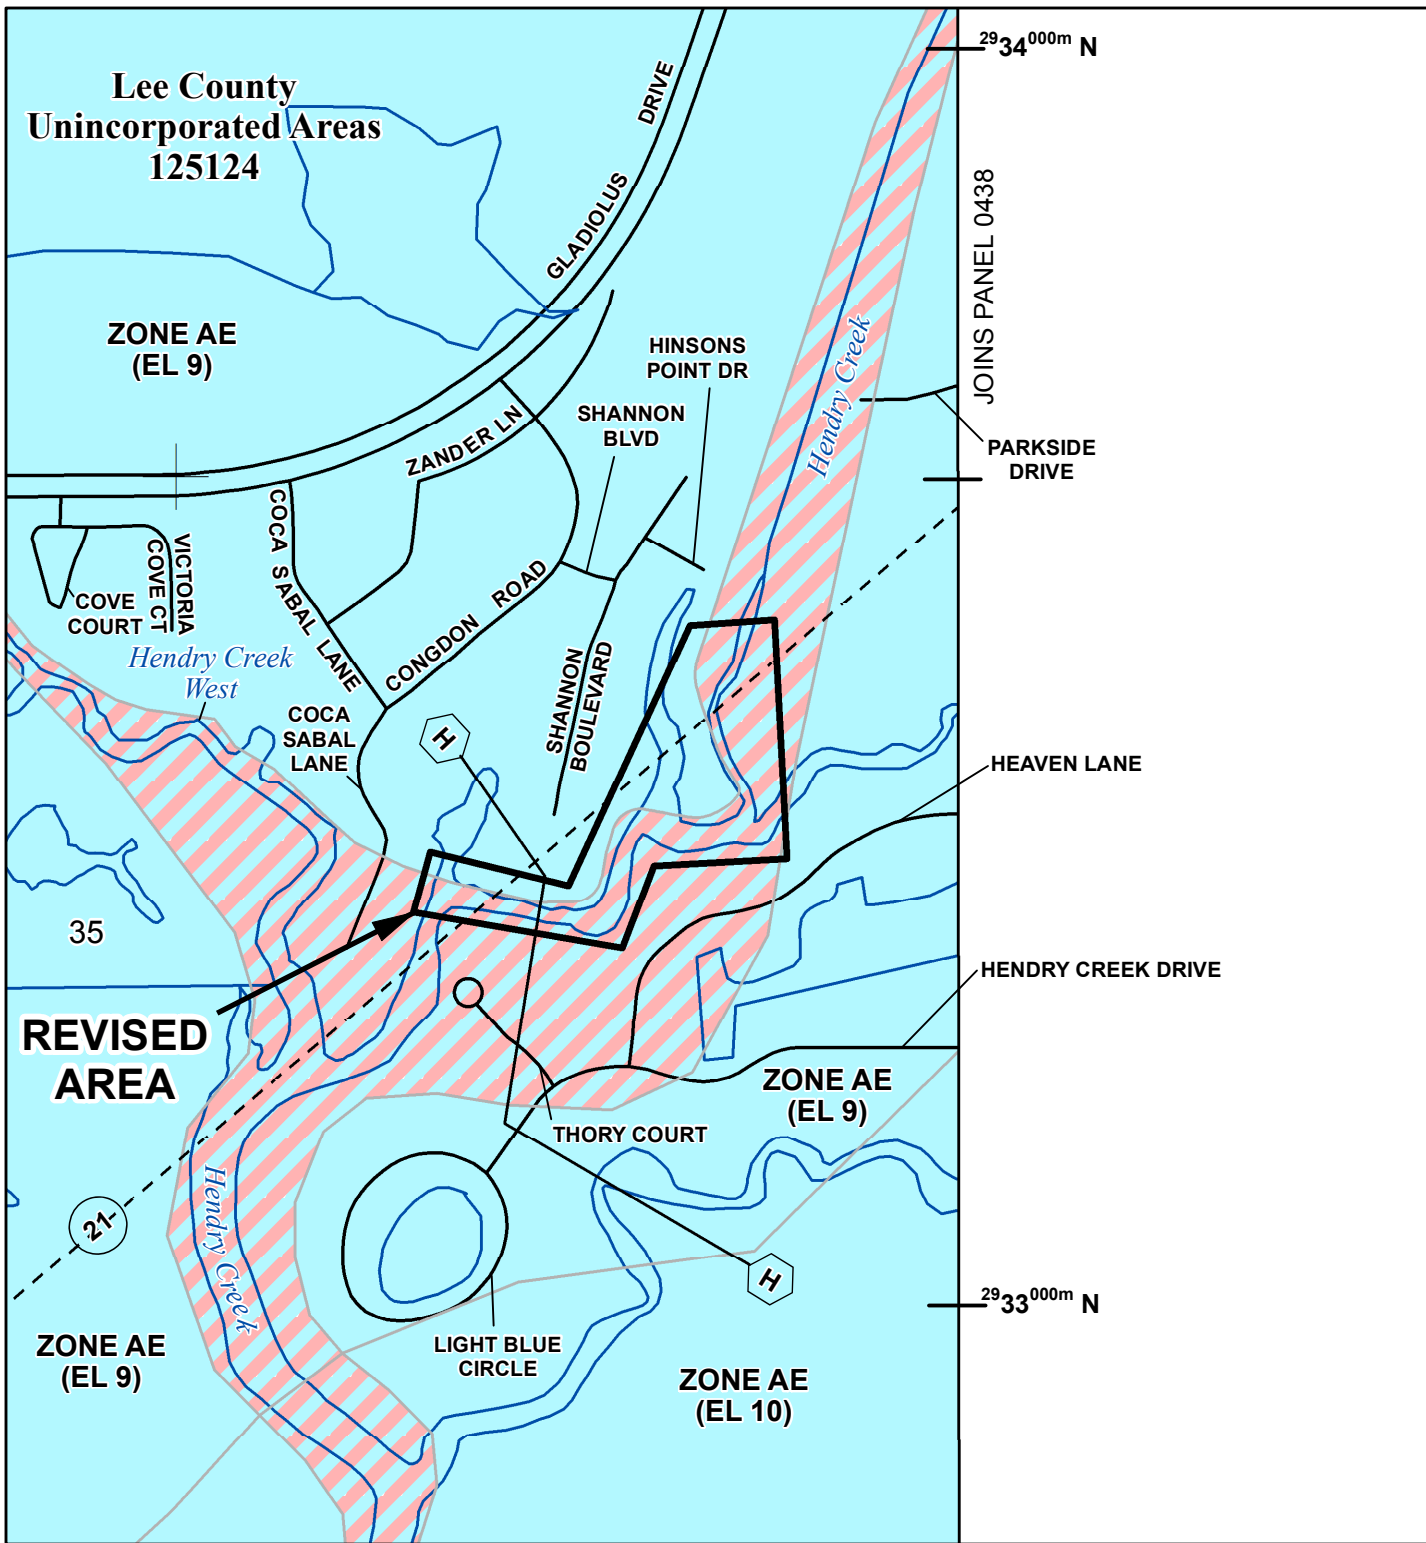 2934000m N
Lee County
Unincorporated Areas
125124
DRIVE
GLADIOLUS
JOINS PANEL 0438
ZONE AE
(EL 9)
HINSONS
POINT DR
Hendry Creek
SHANNON
BLVD
ZANDER LN
PARKSIDE
DRIVE
COCA SABAL LANE
VICTORIA
COVE CT
COVE
COURT
CONGDON ROAD
Hendry Creek
West
SHANNON
BOULEVARD
COCA
SABAL
LANE
H
HEAVEN LANE
35
HENDRY CREEK DRIVE
REVISED
AREA
ZONE AE
(EL 9)
THORY COURT
Hendry Creek
21
H
2933000m N
ZONE AE
(EL 9)
LIGHT BLUE
CIRCLE
ZONE AE
(EL 10)